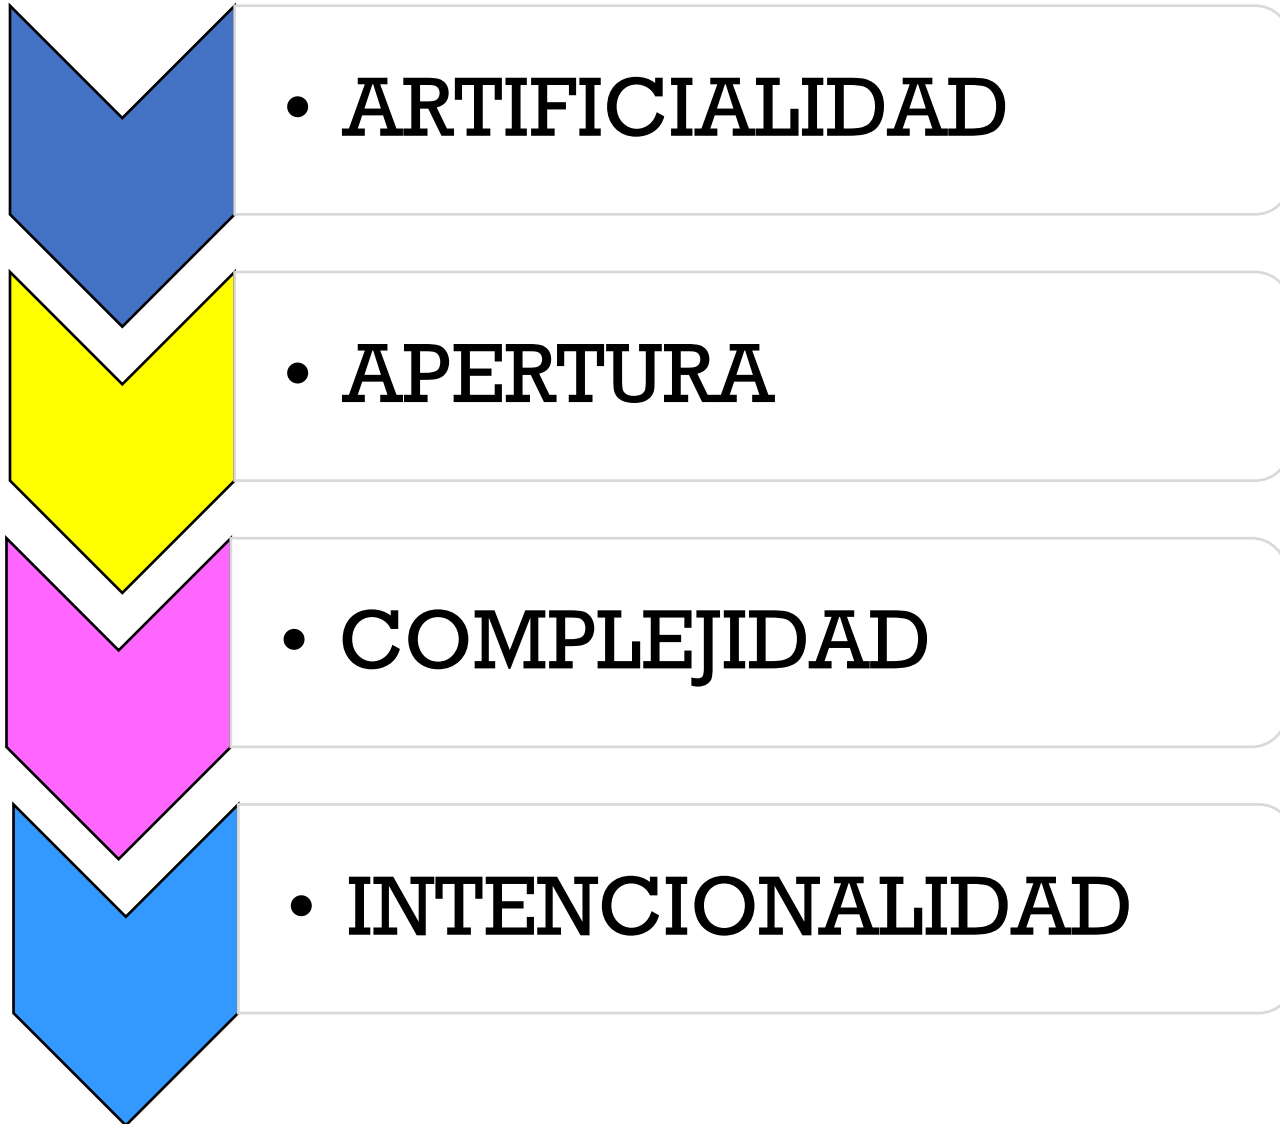 • ARTIFICIALIDAD
• APERTURA
• COMPLEJIDAD
• INTENCIONALIDAD